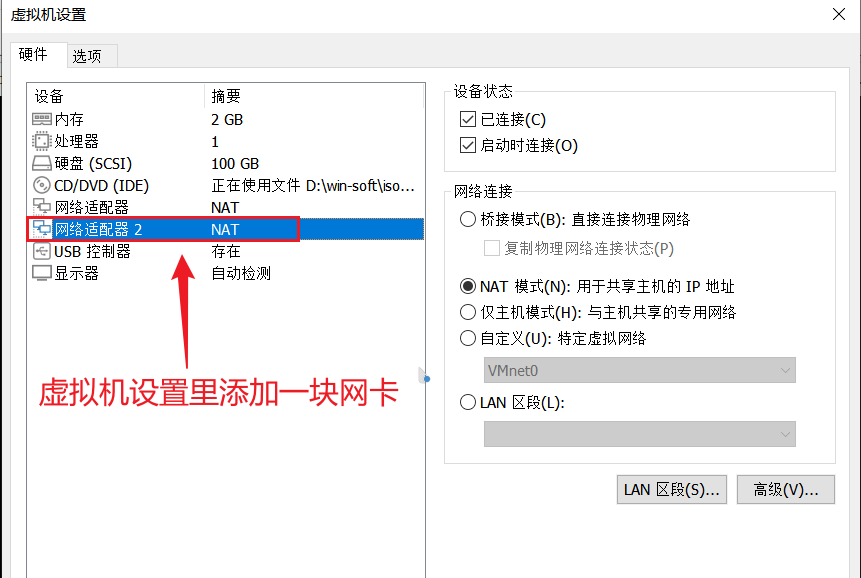 虚拟机设置
硬件
选项
设备 摘要
内存 2 GB
处理器 1
硬盘 (SCSI) 100 GB
CD/DVD (IDE) 正在使用文件 D:\win-soft\iso...
网络适配器 NAT
网络适配器 2 NAT
USB 控制器 存在
显示器 自动检测
虚拟机设置里添加一块网卡
设备状态
已连接(C)
启动时连接(O)
网络连接
桥接模式(B): 直接连接物理网络
复制物理网络连接状态(P)
NAT 模式(N): 用于共享主机的 IP 地址
仅主机模式(H): 与主机共享的专用网络
自定义(U): 特定虚拟网络
VMnet0
LAN 区段(L):
LAN 区段(S)...
高级(V)...